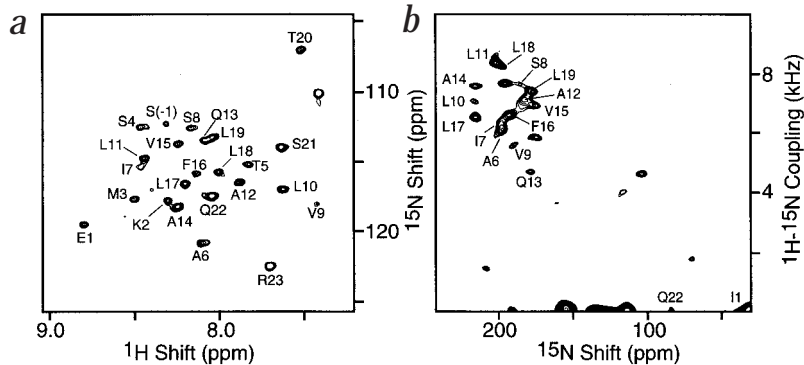 a
T20
110
S4
S(-1)
S8
Q13
L19
L11
V15
I7
F16
L18
S21
T5
M3
L17
A12
L10
K2
A14
Q22
V9
E1
A6
R23
120
15N Shift (ppm)
9.0
8.0
1H Shift (ppm)
b
L11
L18
S8
L19
A14
A12
L10
V15
L17
F16
I7
A6
V9
Q13
Q22
I1
8
4
1H-15N Coupling (kHz)
200
100
15N Shift (ppm)